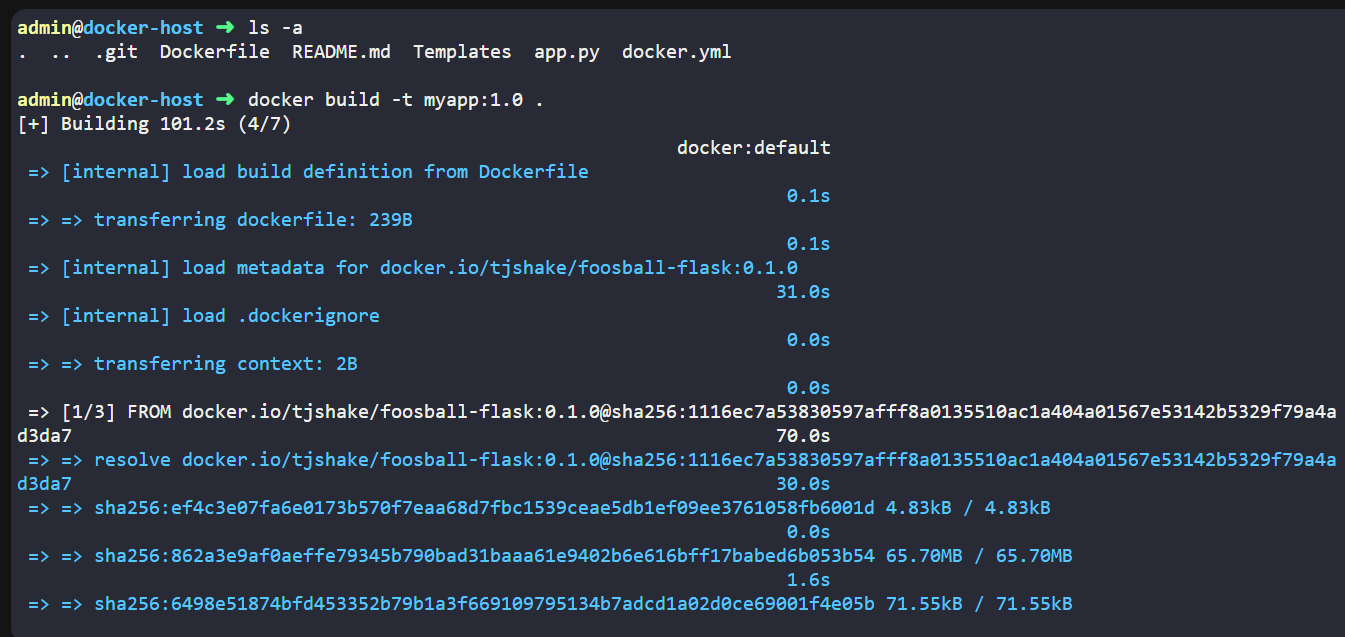 admin@docker-host ➜ ls -a
. .. .git Dockerfile README.md Templates app.py docker.yml
admin@docker-host ➜ docker build -t myapp:1.0 .
[+] Building 101.2s (4/7)
docker:default
=> [internal] load build definition from Dockerfile
0.1s
=> => transferring dockerfile: 239B
0.1s
=> [internal] load metadata for docker.io/tjshake/foosball-flask:0.1.0
31.0s
=> [internal] load .dockerignore
0.0s
=> => transferring context: 2B
0.0s
=> [1/3] FROM docker.io/tjshake/foosball-flask:0.1.0@sha256:1116ec7a53830597afff8a0135510ac1a404a01567e53142b5329f79a4a
d3da7 70.0s
=> => resolve docker.io/tjshake/foosball-flask:0.1.0@sha256:1116ec7a53830597afff8a0135510ac1a404a01567e53142b5329f79a4a
d3da7 30.0s
=> => sha256:ef4c3e07fa6e0173b570f7eaa68d7fbc1539ceae5db1ef09ee3761058fb6001d 4.83kB / 4.83kB
0.0s
=> => sha256:862a3e9af0aeffe79345b790bad31baaa61e9402b6e616bff17babed6b053b54 65.70MB / 65.70MB
1.6s
=> => sha256:6498e51874bfd453352b79b1a3f669109795134b7adcd1a02d0ce69001f4e05b 71.55kB / 71.55kB